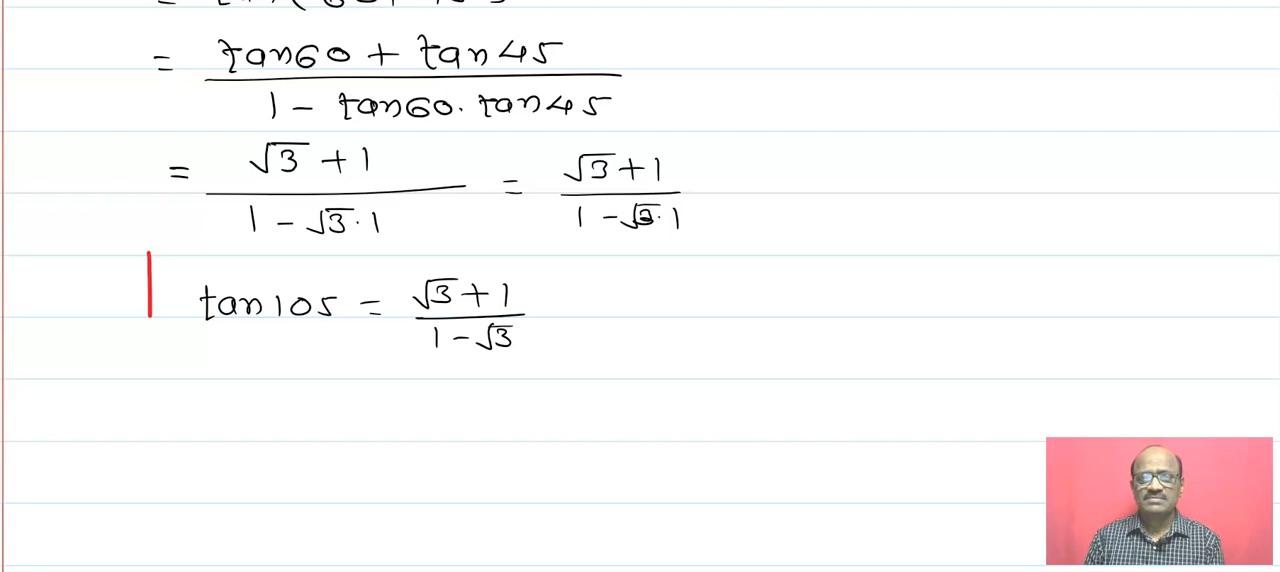 = tan60 + tan45 / 1 - tan60. tan45
= √3 + 1 / 1 - √3.1 = √3 + 1 / 1 - √3.1
tan105 = √3 + 1 / 1 - √3